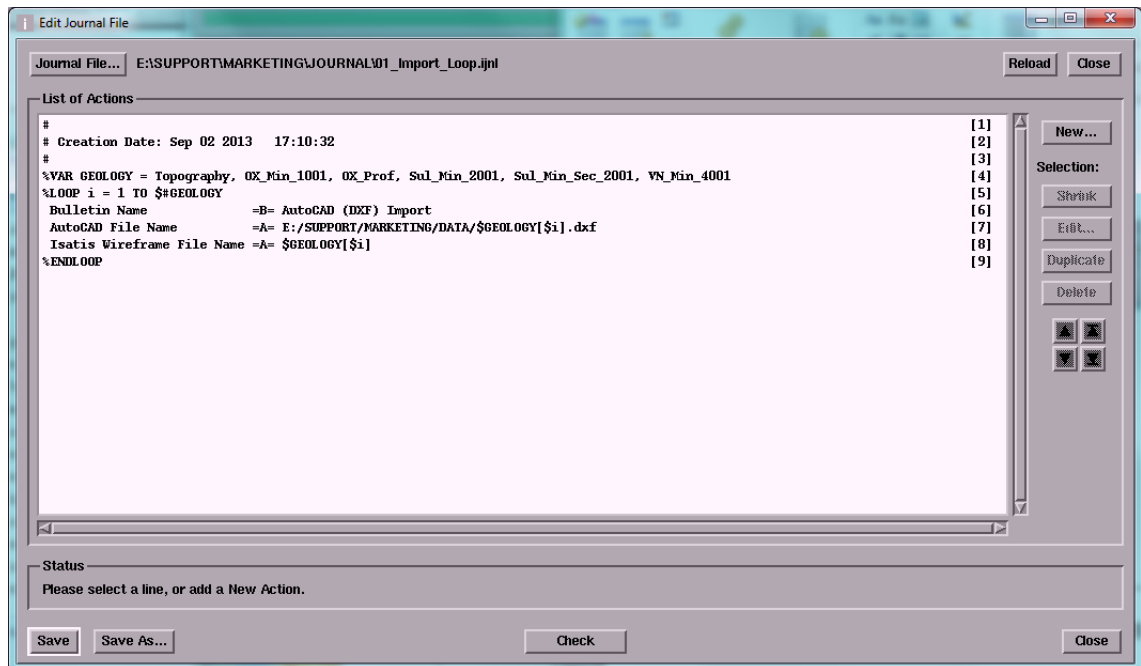 Edit Journal File
Journal File... E:\SUPPORT\MARKETING\JOURNAL\01_Import_Loop.ijnl Reload Close
List of Actions
# [1]
# Creation Date: Sep 02 2013   17:10:32 [2]
# [3]
%VAR GEOLOGY = Topography, OX_Min_1001, OX_Prof, Sul_Min_2001, Sul_Min_Sec_2001, VN_Min_4001 [4]
%LOOP i = 1 TO $#GEOLOGY [5]
Bulletin Name =B= AutoCAD (DXF) Import [6]
AutoCAD File Name =A= E:/SUPPORT/MARKETING/DATA/$GEOLOGY[$i].dxf [7]
Isatis Wireframe File Name =A= $GEOLOGY[$i] [8]
%ENDLOOP [9]
New...
Selection:
Shrink
Edit...
Duplicate
Delete
Status
Please select a line, or add a New Action.
Save Save As... Check Close